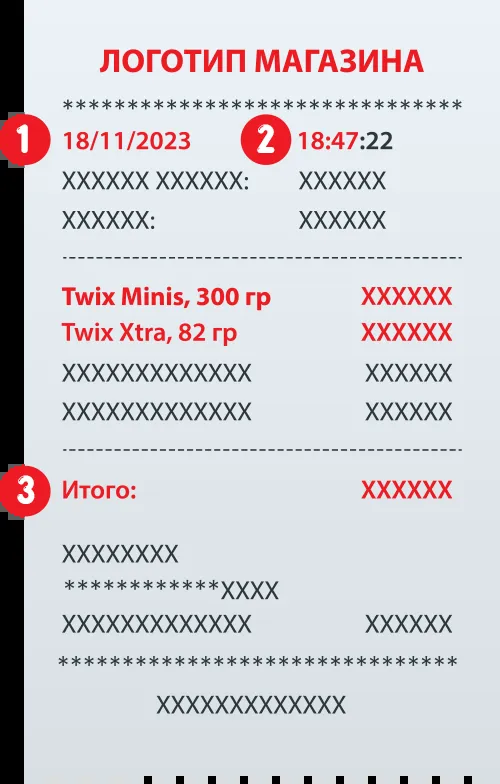 ЛОГОТИП МАГАЗИНА
*******************************
1 18/11/2023 2 18:47:22
XXXXXX XXXXXX: XXXXXX
XXXXXX: XXXXXX
Twix Minis, 300 гр XXXXXX
Twix Xtra, 82 гр XXXXXX
XXXXXXXXXXXXX XXXXXX
XXXXXXXXXXXXX XXXXXX
3 Итого: XXXXXX
XXXXXXXX
************XXXX
XXXXXXXXXXXXX XXXXXX
*******************************
XXXXXXXXXXXXX